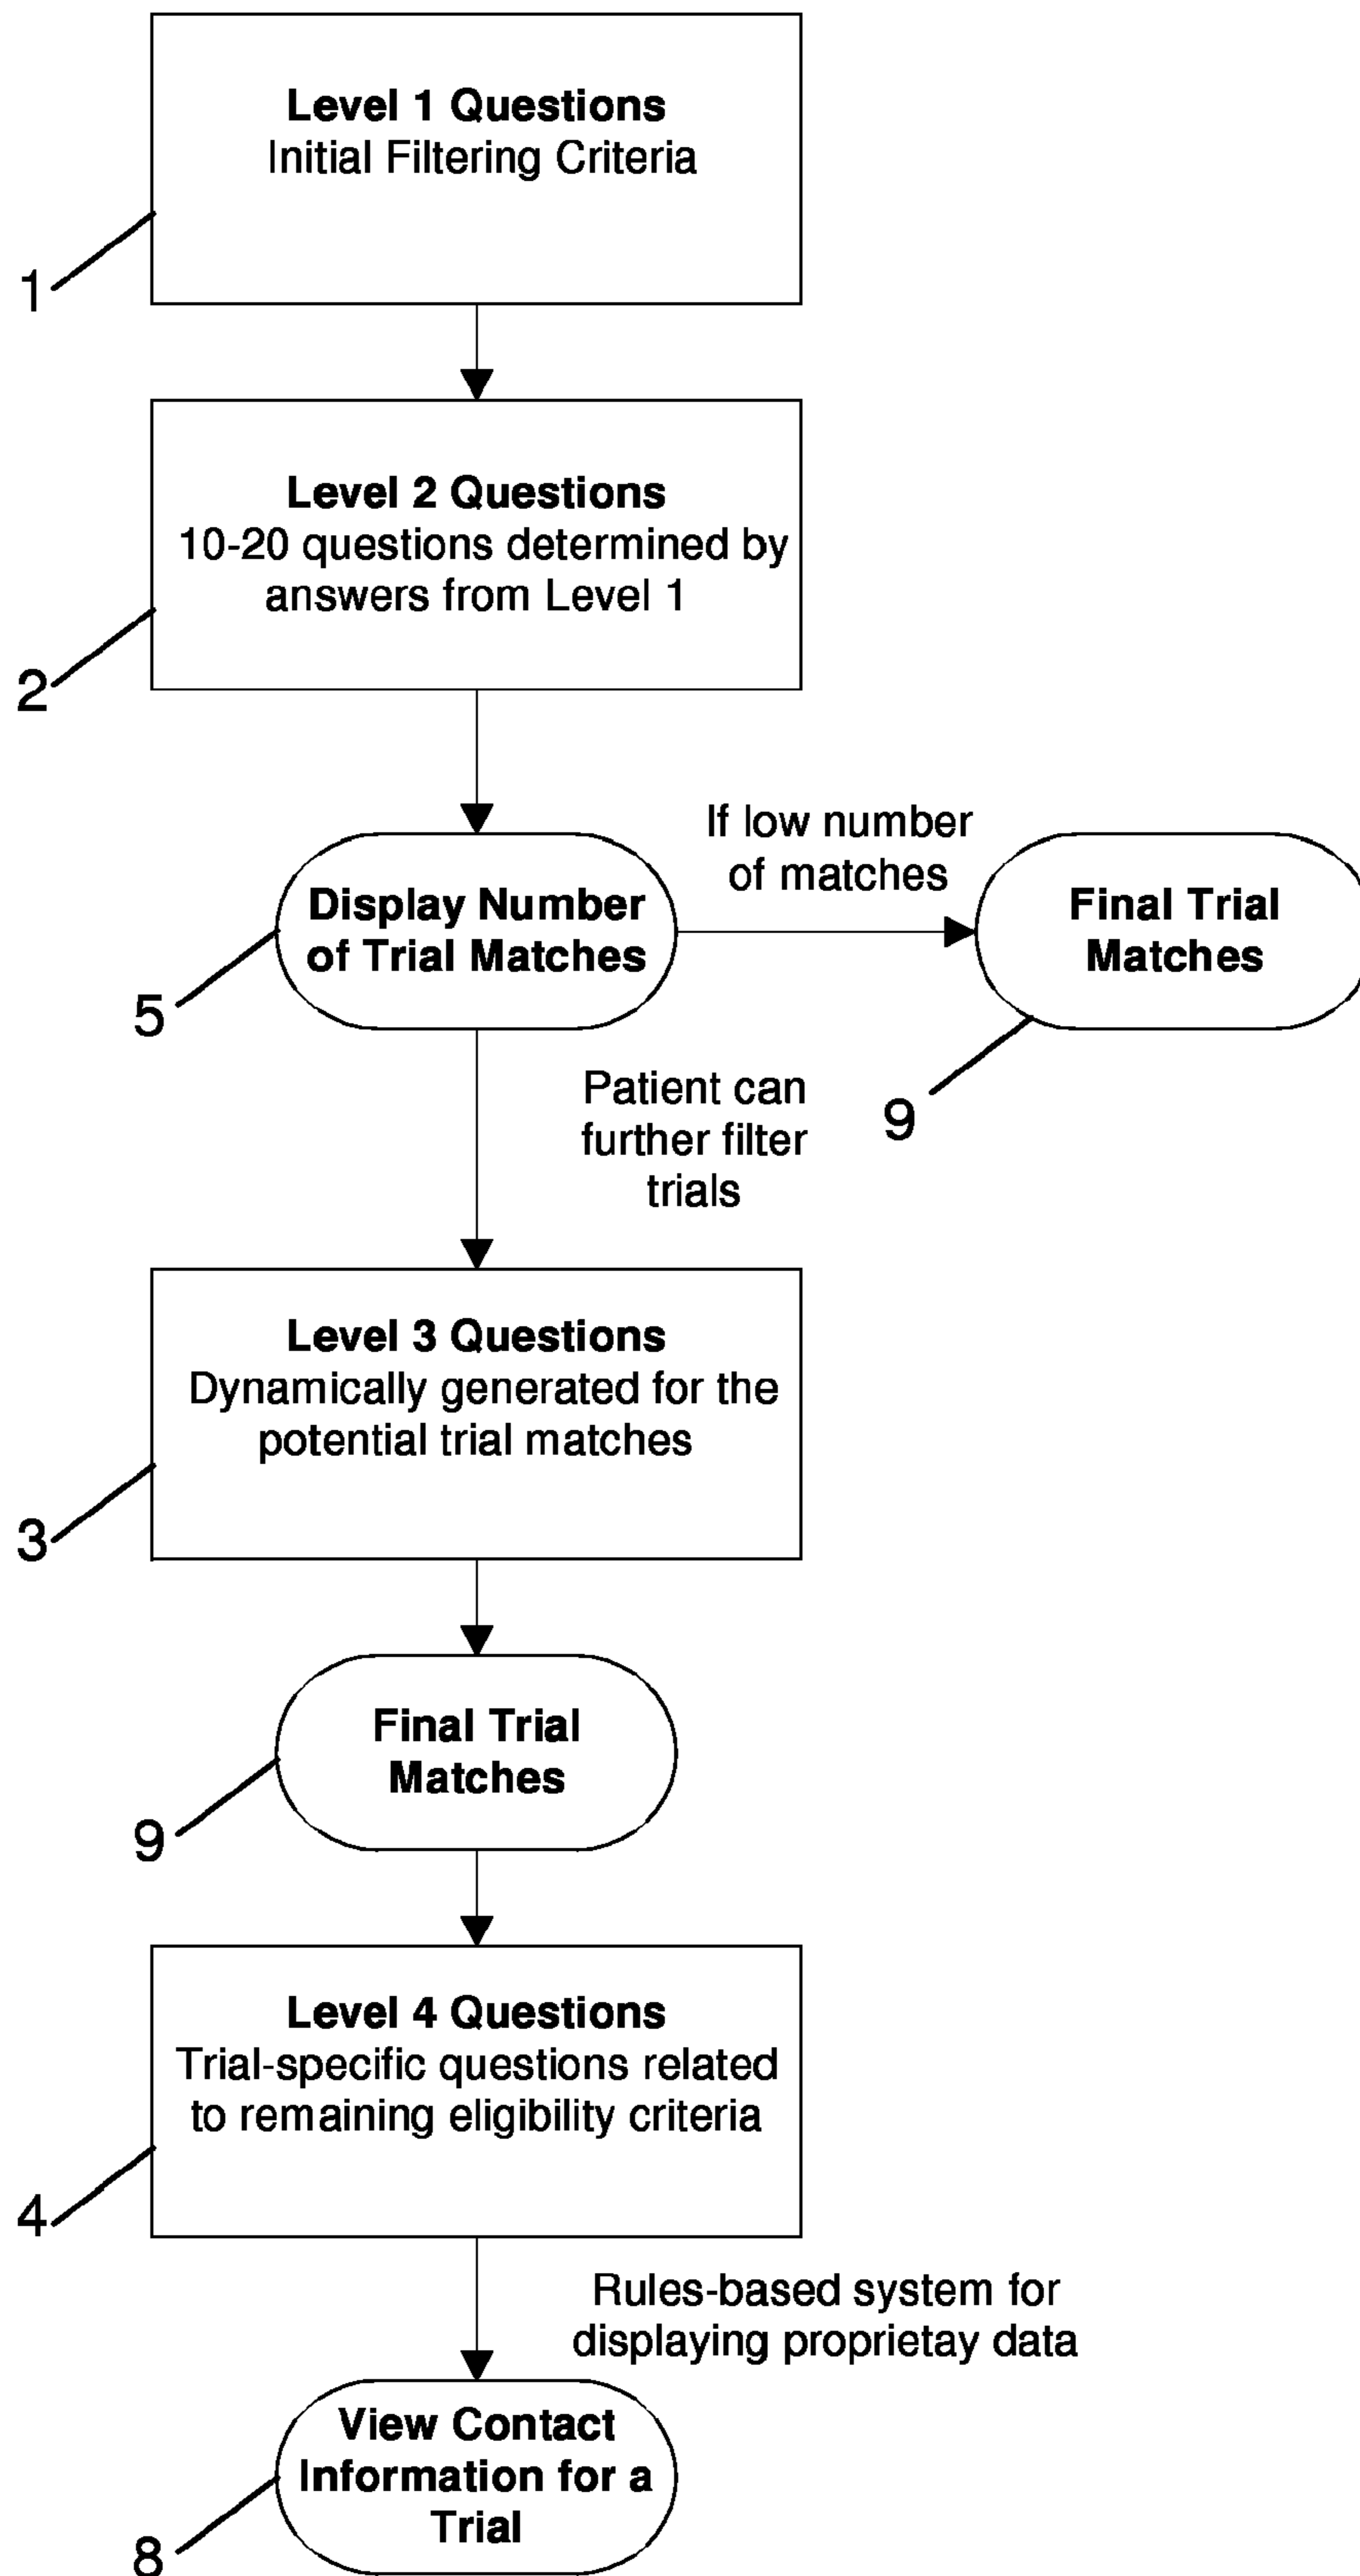 Level 1 Questions
Initial Filtering Criteria
1
Level 2 Questions
10-20 questions determined by
answers from Level 1
2
Display Number
of Trial Matches
5
If low number
of matches
Final Trial
Matches
9
Patient can
further filter
trials
Level 3 Questions
Dynamically generated for the
potential trial matches
3
Final Trial
Matches
9
Level 4 Questions
Trial-specific questions related
to remaining eligibility criteria
4
Rules-based system for
displaying proprietay data
View Contact
Information for a
Trial
8